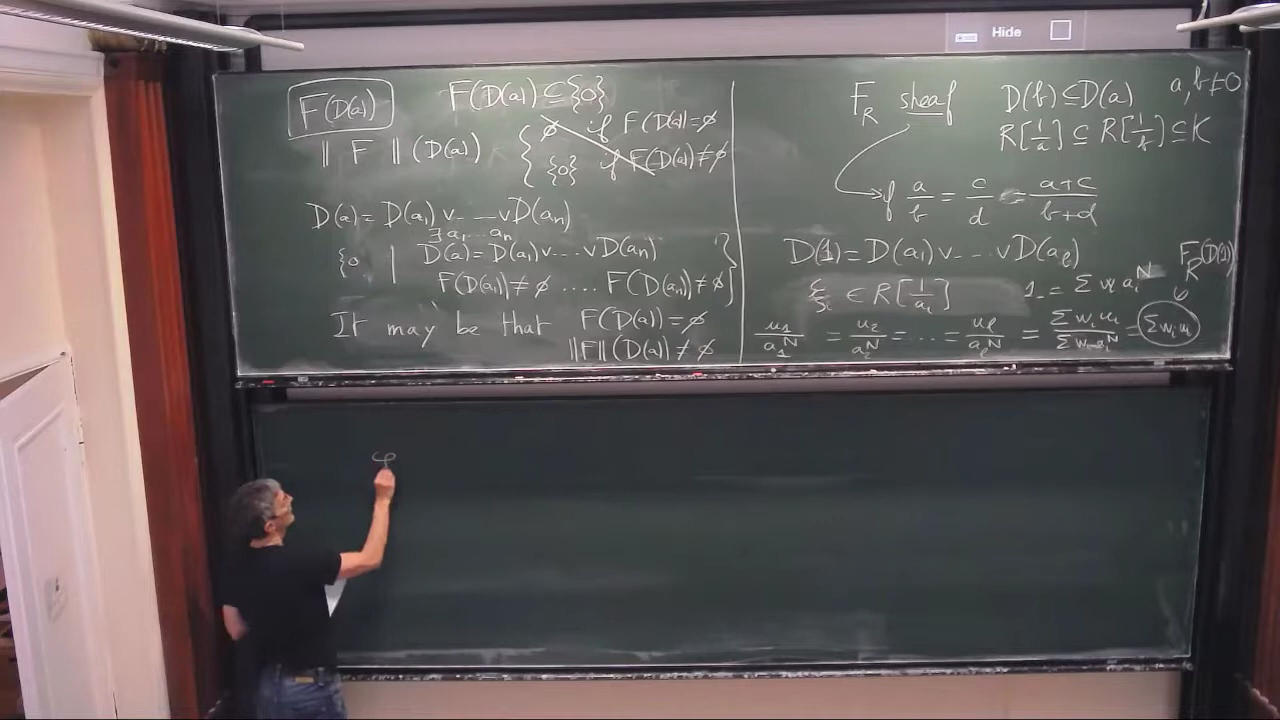 Hide
F(D(a))
F(D(a)) ⊆ {0}
{ ∅ if F(D(a)) = ∅
{0} if F(D(a)) ≠ ∅
‖ F ‖ (D(a))
D(a) = D(a₁) ∨ ... ∨ D(aₙ)
∃ a₁ ... aₙ
{0 | D(a) = D(a₁) ∨ ... ∨ D(aₙ)
F(D(a₁)) ≠ ∅ .... F(D(aₙ)) ≠ ∅ }
It may be that F(D(a)) = ∅
‖F‖(D(a)) ≠ ∅
F_R sheaf D(b) ⊆ D(a) a, b ≠ 0
R[1/a] ⊆ R[1/b] ⊆ K
if a/b = c/d = (a+c)/(b+d)
D(1) = D(a₁) ∨ ... ∨ D(aₗ)
F_R(D(1))
∈ R[1/aᵢ] 1 = Σ wᵢ aᵢᴺ
u₁/a₁ᴺ = u₂/a₂ᴺ = ... = uₗ/aₗᴺ = Σ wᵢ uᵢ / Σ wᵢ aᵢᴺ = Σ wᵢ uᵢ
φ